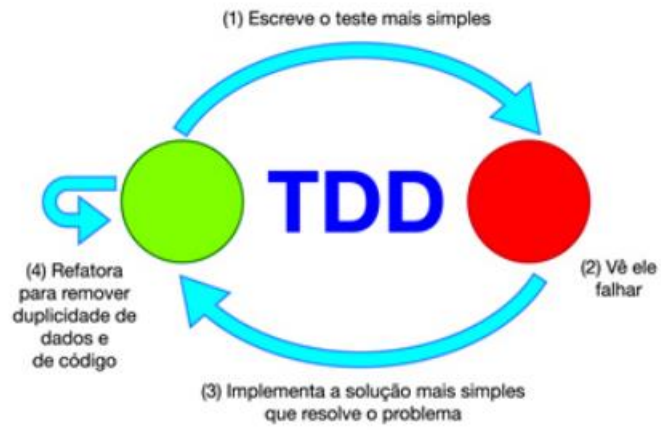 (1) Escreve o teste mais simples
TDD
(2) Vê ele
falhar
(3) Implementa a solução mais simples
que resolve o problema
(4) Refatora
para remover
duplicidade de
dados e
de código